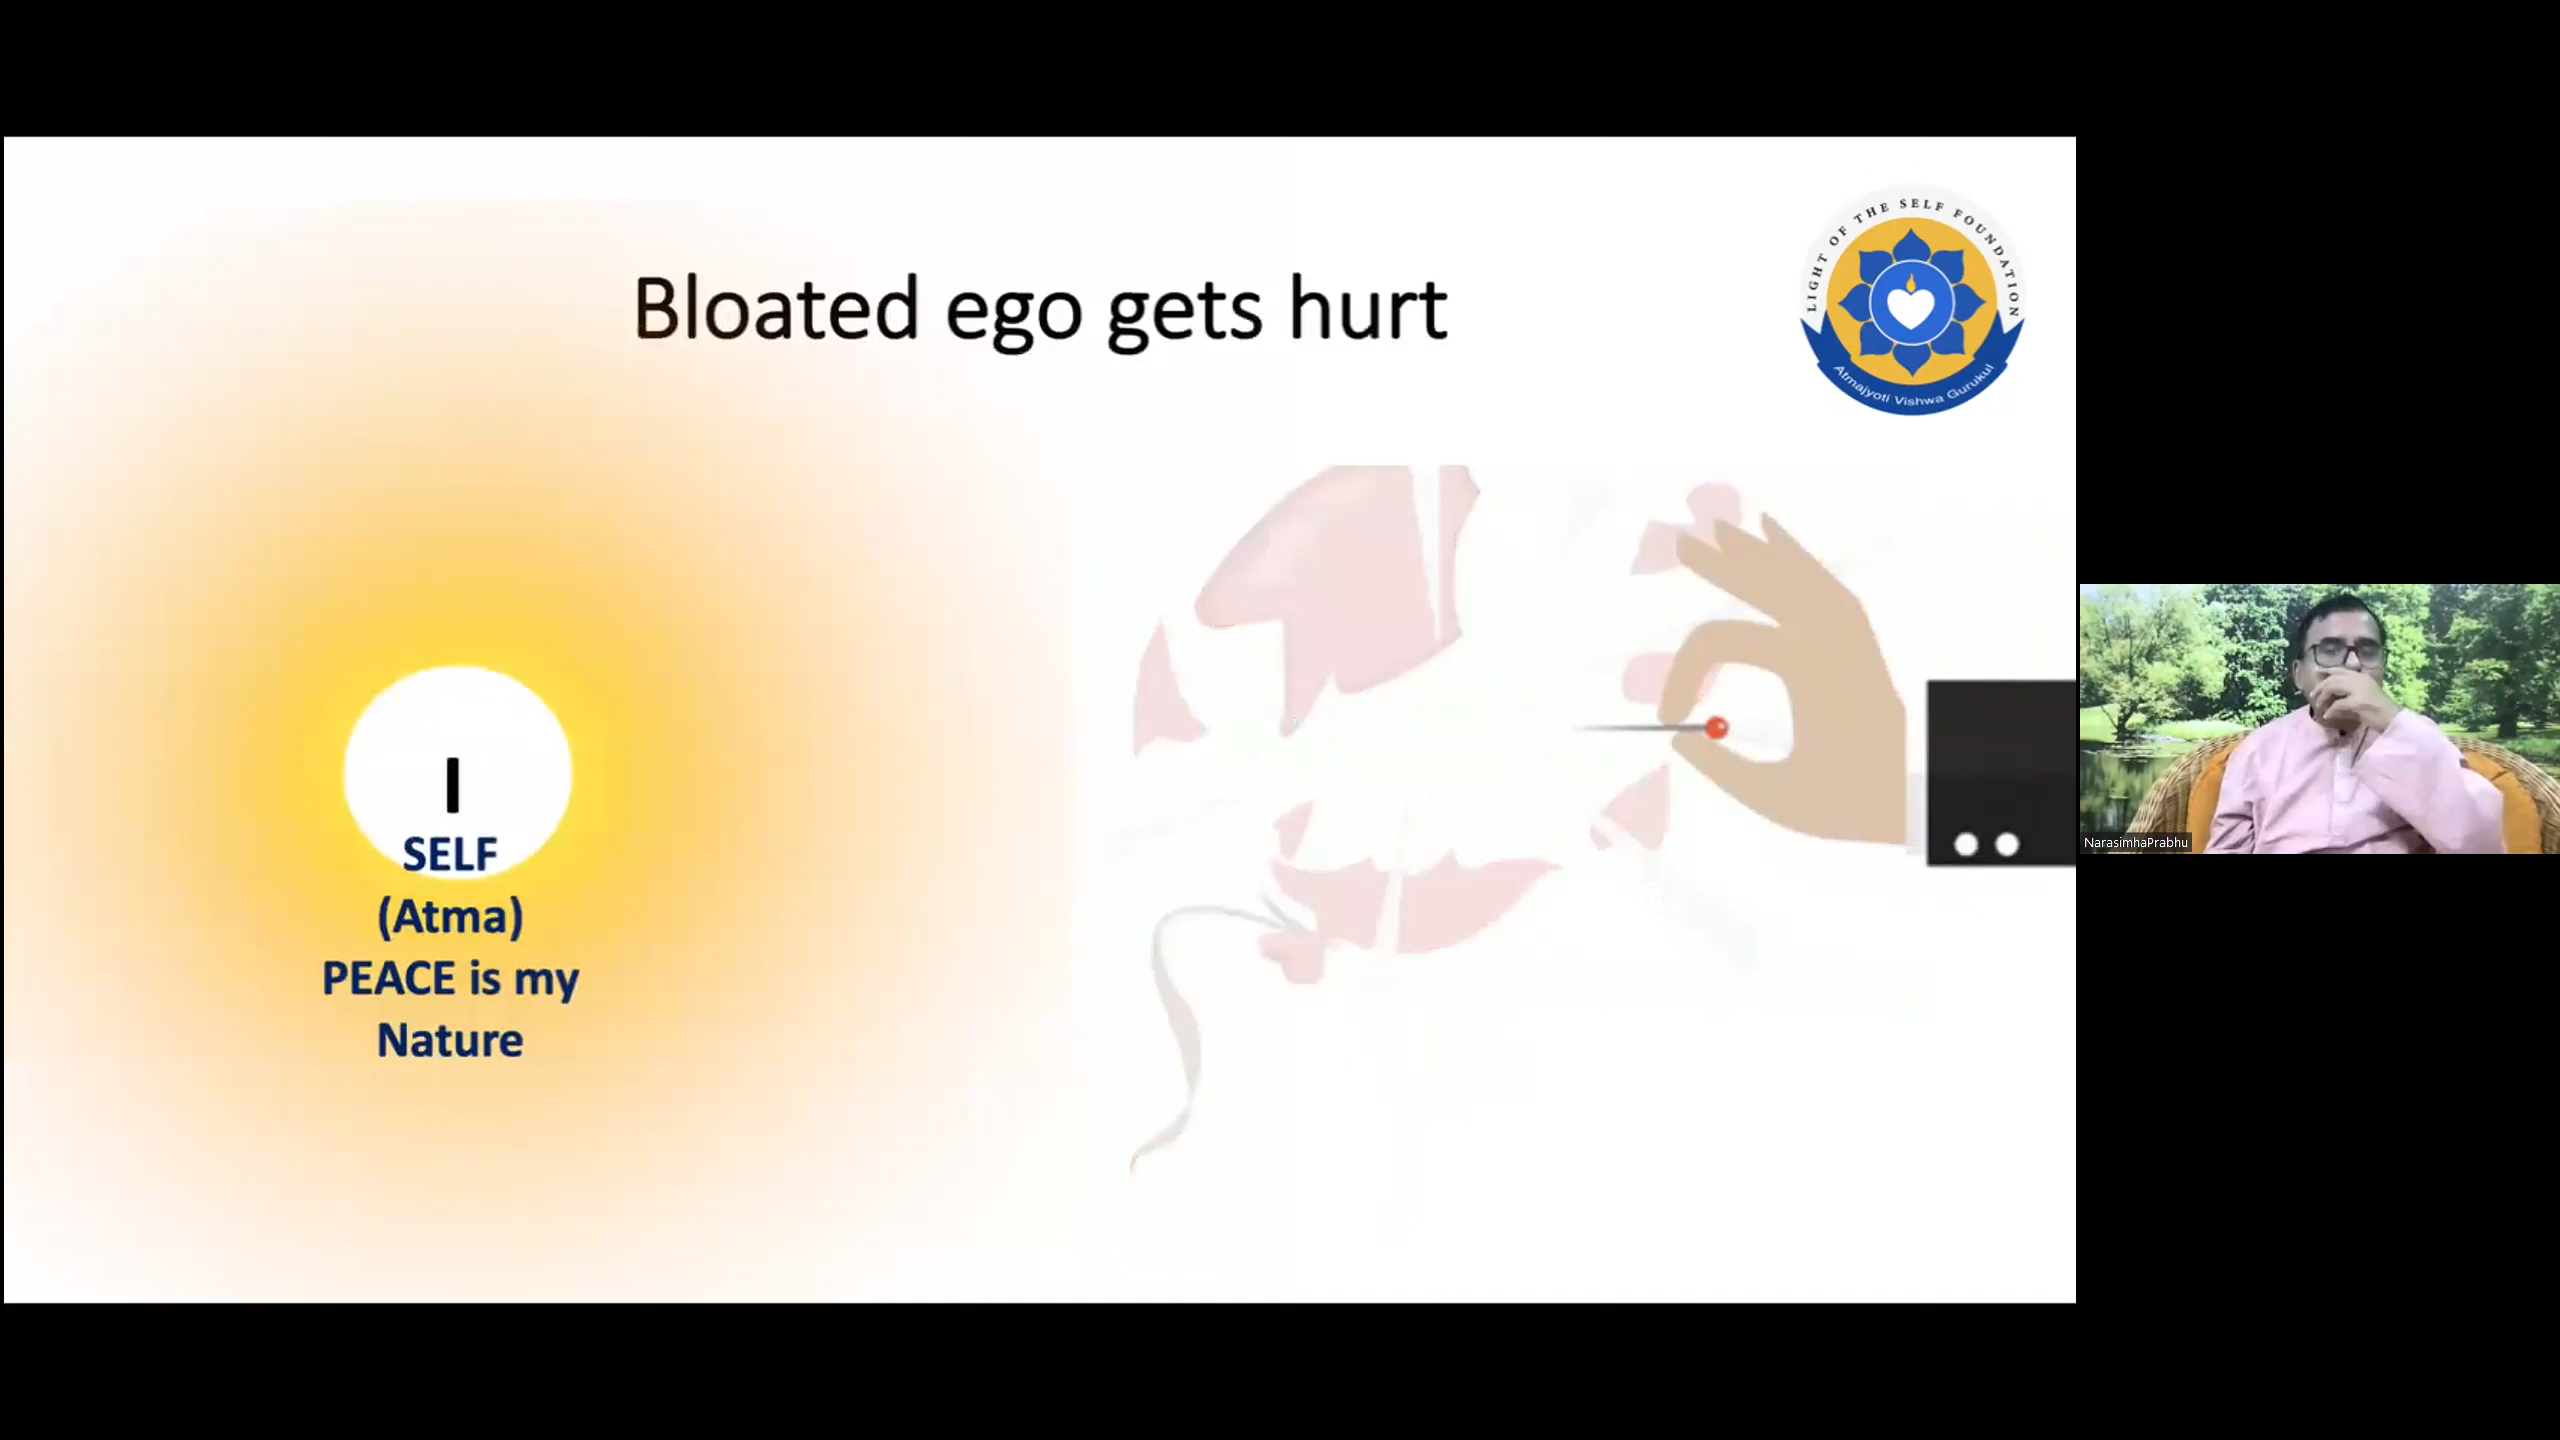 Bloated ego gets hurt
LIGHT OF THE SELF FOUNDATION
Atmajyoti Vishwa Gurukul
I
SELF
(Atma)
PEACE is my
Nature
NarasimhaPrabhu